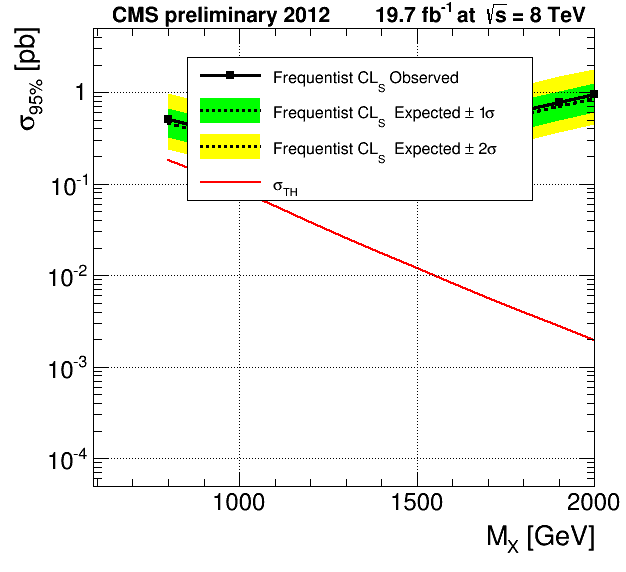 CMS preliminary 2012 19.7 fb⁻¹ at √s = 8 TeV
σ95% [pb]
Frequentist CLS Observed
Frequentist CLS Expected ± 1σ
Frequentist CLS Expected ± 2σ
σTH
1
10⁻¹
10⁻²
10⁻³
10⁻⁴
1000 1500 2000
MX [GeV]